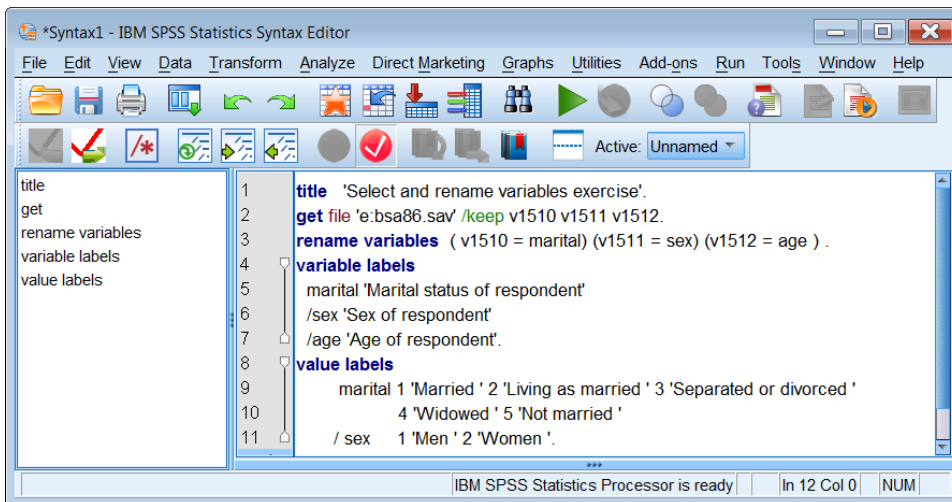 *Syntax1 - IBM SPSS Statistics Syntax Editor
File Edit View Data Transform Analyze Direct Marketing Graphs Utilities Add-ons Run Tools Window Help
/*
Active: Unnamed
title
get
rename variables
variable labels
value labels
1 title 'Select and rename variables exercise'.
2 get file 'e:bsa86.sav' /keep v1510 v1511 v1512.
3 rename variables ( v1510 = marital) (v1511 = sex) (v1512 = age ) .
4 variable labels
5 marital 'Marital status of respondent'
6 /sex 'Sex of respondent'
7 /age 'Age of respondent'.
8 value labels
9 marital 1 'Married ' 2 'Living as married ' 3 'Separated or divorced '
10 4 'Widowed ' 5 'Not married '
11 / sex 1 'Men ' 2 'Women '.
IBM SPSS Statistics Processor is ready In 12 Col 0 NUM